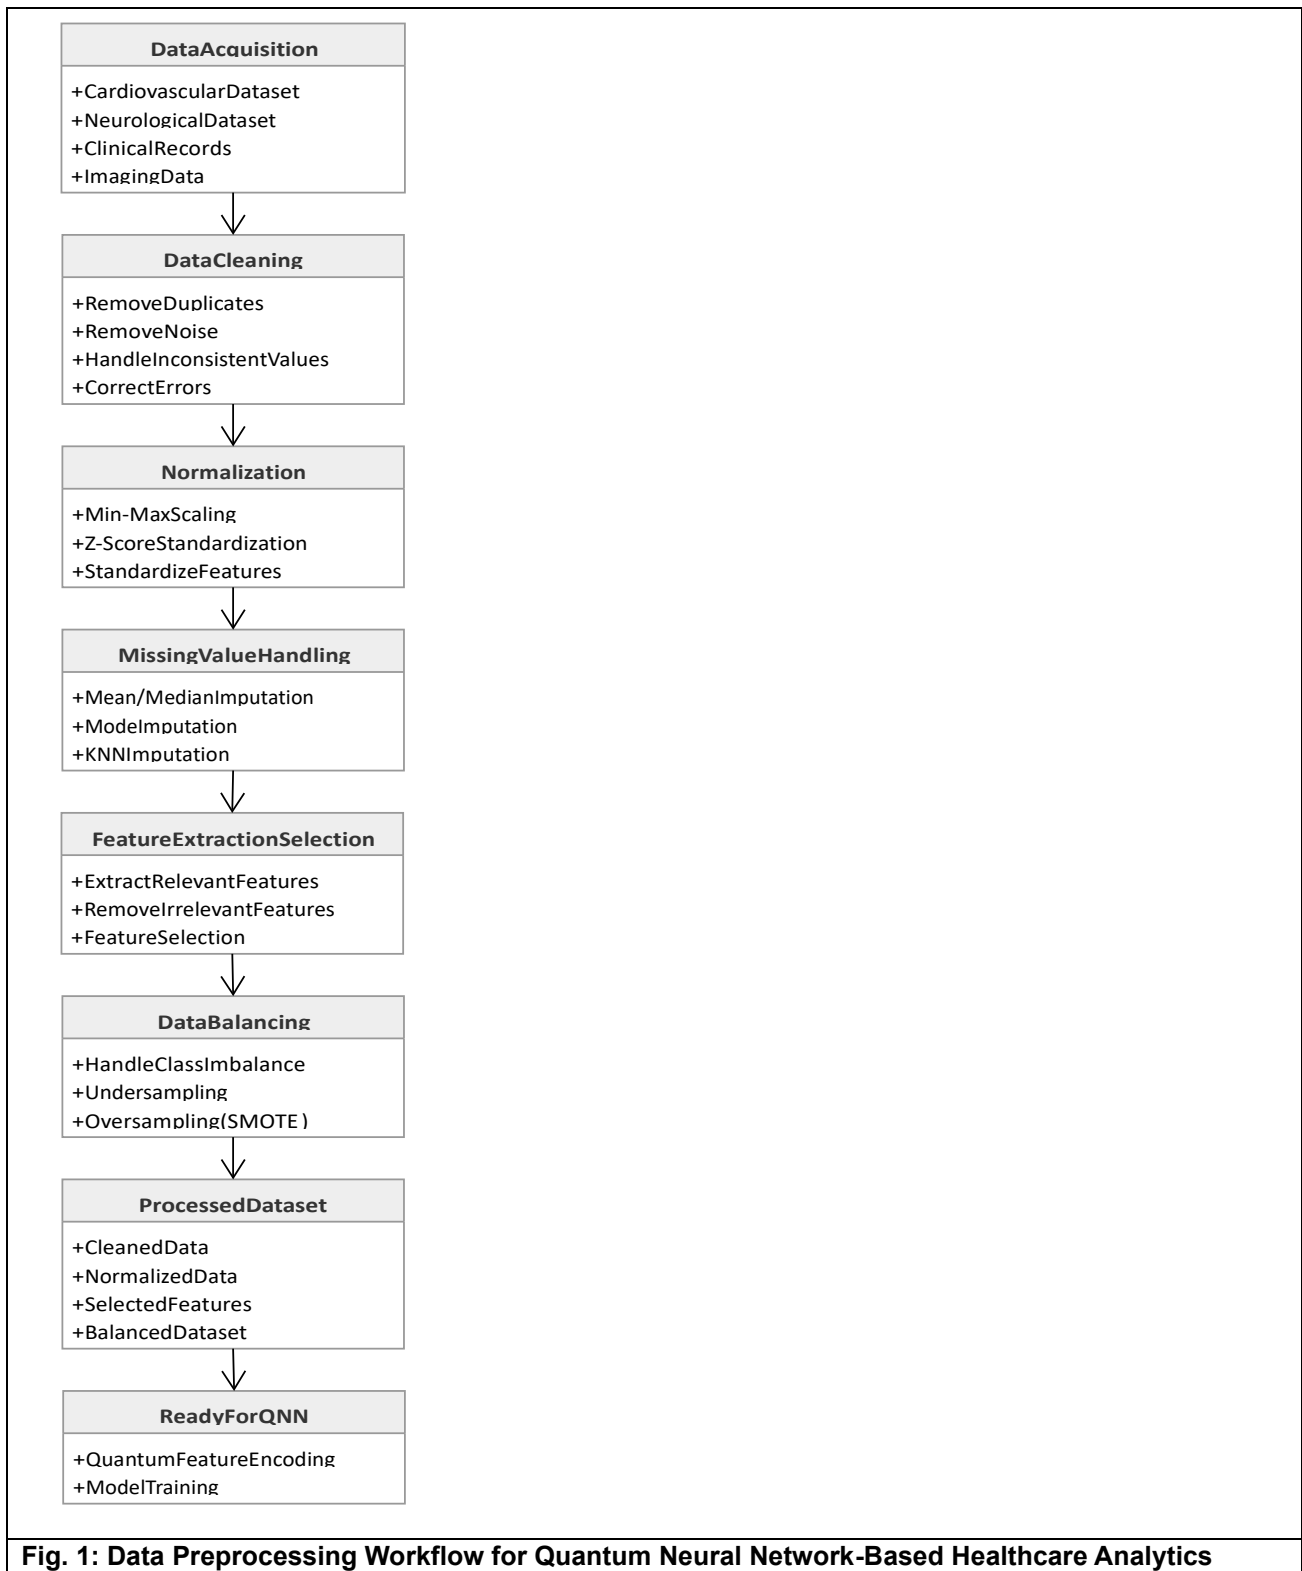 DataAcquisition
+CardiovascularDataset
+NeurologicalDataset
+ClinicalRecords
+ImagingData
DataCleaning
+RemoveDuplicates
+RemoveNoise
+HandleInconsistentValues
+CorrectErrors
Normalization
+Min-MaxScaling
+Z-ScoreStandardization
+StandardizeFeatures
MissingValueHandling
+Mean/MedianImputation
+ModeImputation
+KNNImputation
FeatureExtractionSelection
+ExtractRelevantFeatures
+RemoveIrrelevantFeatures
+FeatureSelection
DataBalancing
+HandleClassImbalance
+Undersampling
+Oversampling(SMOTE)
ProcessedDataset
+CleanedData
+NormalizedData
+SelectedFeatures
+BalancedDataset
ReadyForQNN
+QuantumFeatureEncoding
+ModelTraining
Fig. 1: Data Preprocessing Workflow for Quantum Neural Network-Based Healthcare Analytics